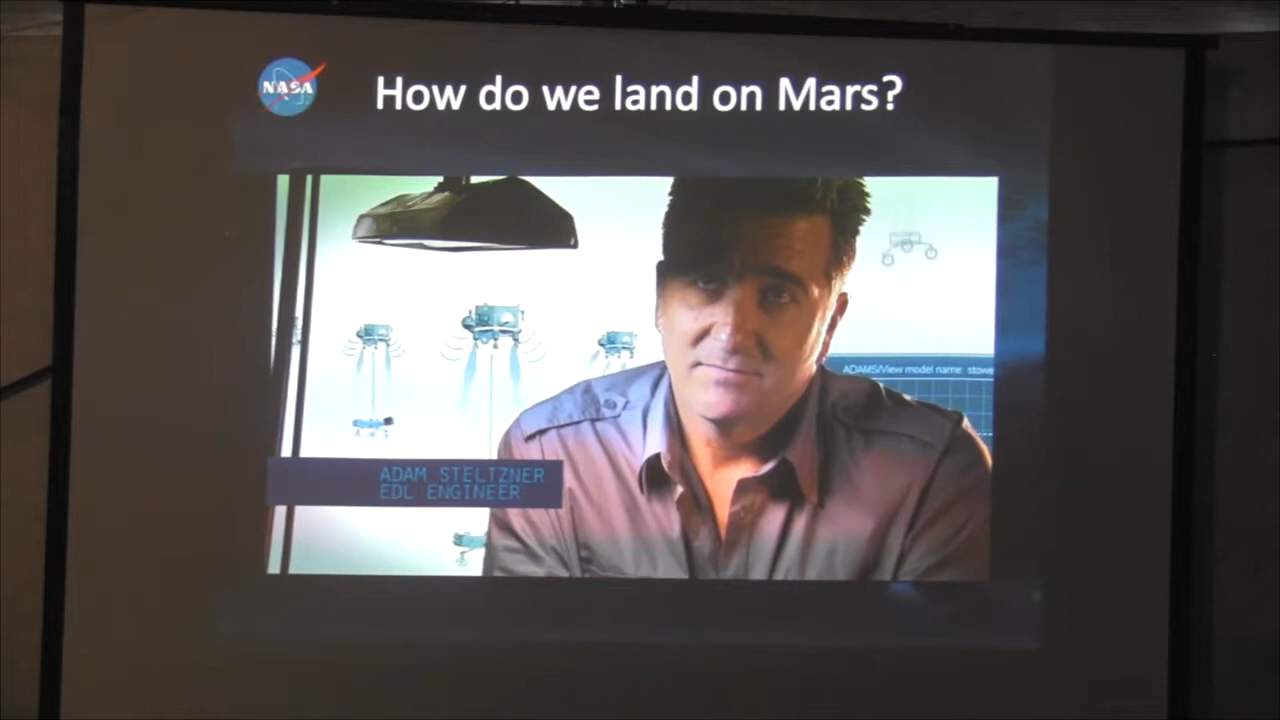 NASA
How do we land on Mars?
ADAMS/View model name: stowe
ADAM STELTZNER
EDL ENGINEER